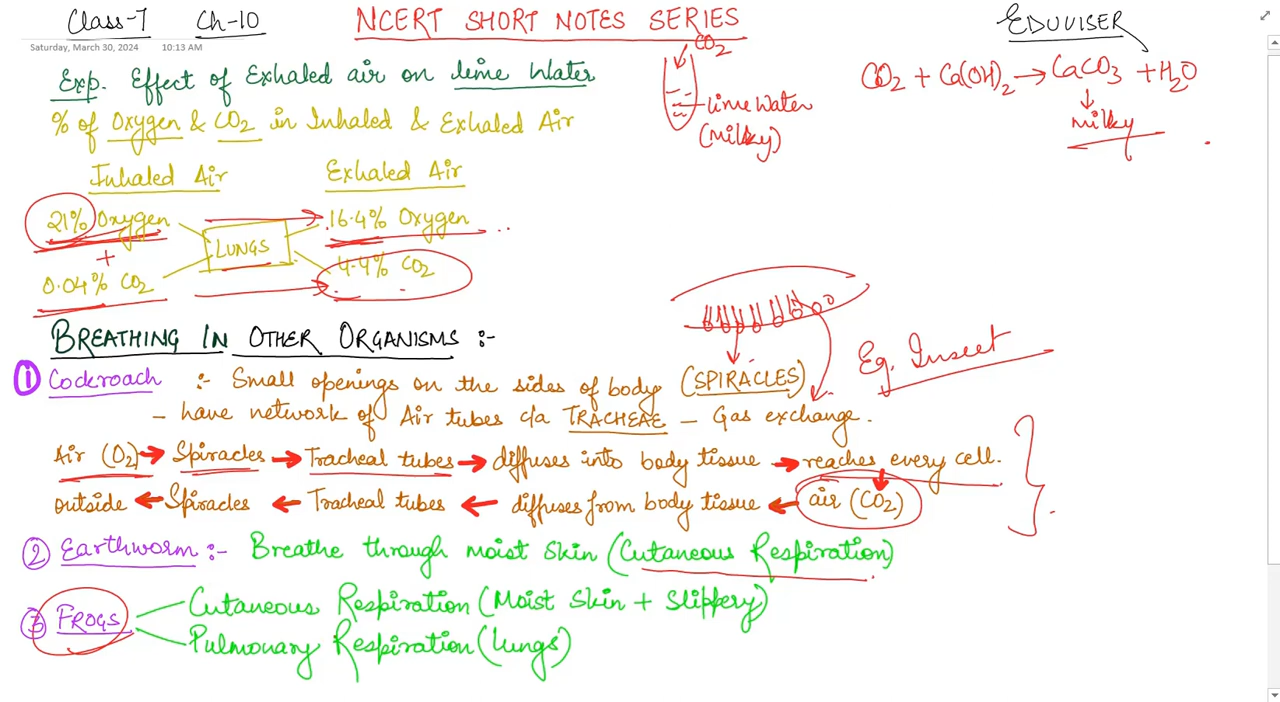 Class-7 Ch-10 NCERT SHORT NOTES SERIES EDUVISER
Saturday, March 30, 2024 10:13 AM
Exp. Effect of Exhaled air on lime Water
CO2
lime Water
(Milky)
CO2 + Ca(OH)2 → CaCO3 + H2O
milky
% of Oxygen & CO2 in Inhaled & Exhaled Air
Inhaled Air Exhaled Air
21% Oxygen 16.4% Oxygen
+ LUNGS
0.04% CO2 4.4% CO2
BREATHING IN OTHER ORGANISMS :-
Eg. Insect
① Cockroach :- Small openings on the sides of body (SPIRACLES)
- have network of Air tubes c/a TRACHEAE - Gas exchange.
Air (O2) → Spiracles → Tracheal tubes → diffuses into body tissue → reaches every cell.
outside ← Spiracles ← Tracheal tubes ← diffuses from body tissue ← air (CO2)
② Earthworm :- Breathe through moist skin (Cutaneous Respiration)
③ FROGS Cutaneous Respiration (Moist Skin + Slippery)
Pulmonary Respiration (lungs)